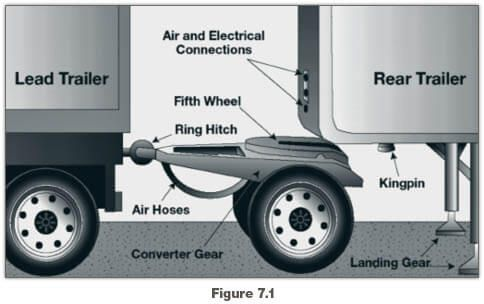 Air and Electrical
Connections
Lead Trailer
Rear Trailer
Fifth Wheel
Ring Hitch
Kingpin
Air Hoses
Converter Gear
Landing Gear
Figure 7.1